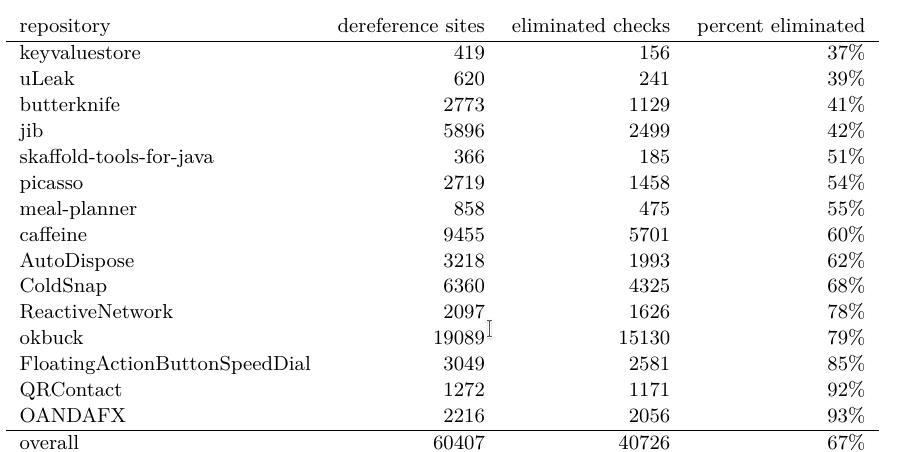 repository dereference sites eliminated checks percent eliminated
keyvaluestore 419 156 37%
uLeak 620 241 39%
butterknife 2773 1129 41%
jib 5896 2499 42%
skaffold-tools-for-java 366 185 51%
picasso 2719 1458 54%
meal-planner 858 475 55%
caffeine 9455 5701 60%
AutoDispose 3218 1993 62%
ColdSnap 6360 4325 68%
ReactiveNetwork 2097 1626 78%
okbuck 19089 15130 79%
FloatingActionButtonSpeedDial 3049 2581 85%
QRContact 1272 1171 92%
OANDAFX 2216 2056 93%
overall 60407 40726 67%